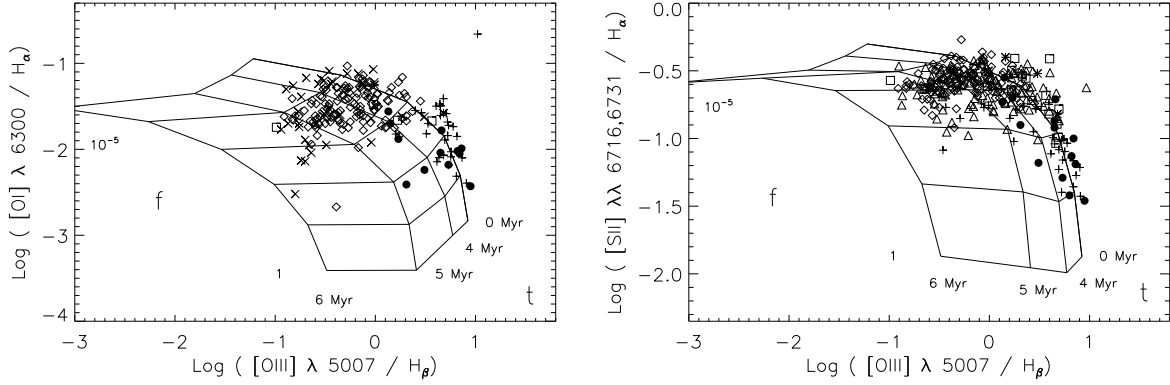 Log ( [OI] λ 6300 / Hα)
−1
−2
−3
−4
10⁻⁵
f
1
6 Myr
5 Myr
4 Myr
0 Myr
t
−3 −2 −1 0 1
Log ( [OIII] λ 5007 / Hβ)
Log ( [SII] λλ 6716,6731 / Hα)
0.0
−0.5
−1.0
−1.5
−2.0
10⁻⁵
f
1
6 Myr
5 Myr
4 Myr
0 Myr
t
−3 −2 −1 0 1
Log ( [OIII] λ 5007 / Hβ)